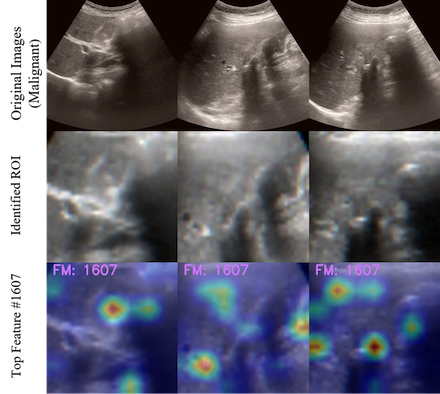 Original Images
(Malignant)
Identified ROI
Top Feature #1607
FM: 1607
FM: 1607
FM: 1607